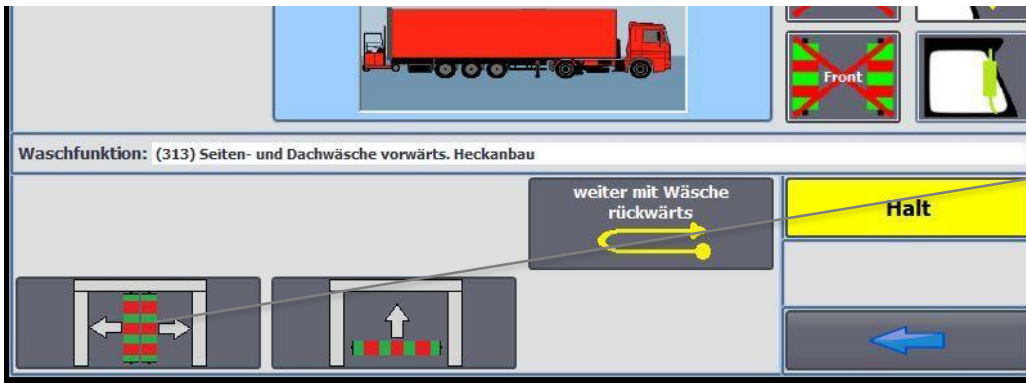 Front
Waschfunktion: (313) Seiten- und Dachwäsche vorwärts. Heckanbau
weiter mit Wäsche
rückwärts
Halt